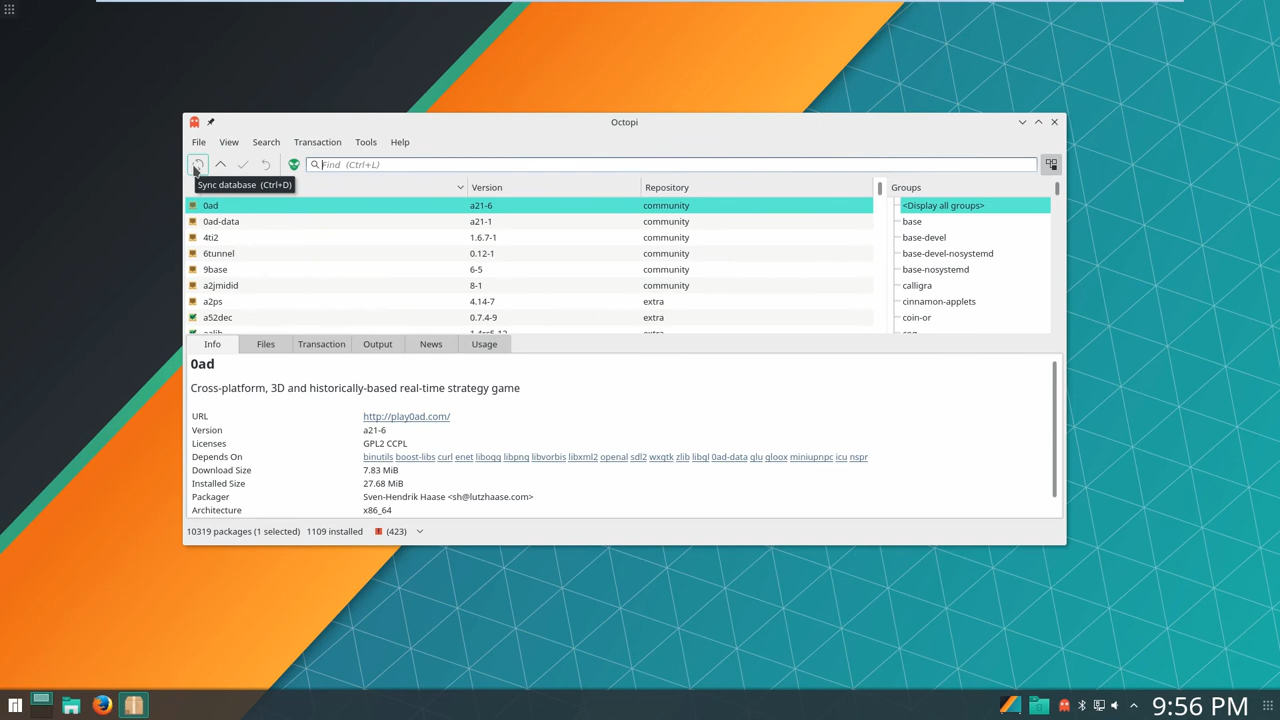 Octopi
File View Search Transaction Tools Help
Find (Ctrl+L)
Sync database (Ctrl+D)
Version Repository Groups
0ad a21-6 community <Display all groups>
0ad-data a21-1 community base
4ti2 1.6.7-1 community base-devel
6tunnel 0.12-1 community base-devel-nosystemd
9base 6-5 community base-nosystemd
a2jmidid 8-1 community calligra
a2ps 4.14-7 extra cinnamon-applets
a52dec 0.7.4-9 extra coin-or
Info Files Transaction Output News Usage
0ad
Cross-platform, 3D and historically-based real-time strategy game
URL http://play0ad.com/
Version a21-6
Licenses GPL2 CCPL
Depends On binutils boost-libs curl enet libogg libpng libvorbis libxml2 openal sdl2 wxgtk zlib libgl 0ad-data glu gloox miniupnpc icu nspr
Download Size 7.83 MiB
Installed Size 27.68 MiB
Packager Sven-Hendrik Haase <sh@lutzhaase.com>
Architecture x86_64
10319 packages (1 selected) 1109 installed (423)
9:56 PM